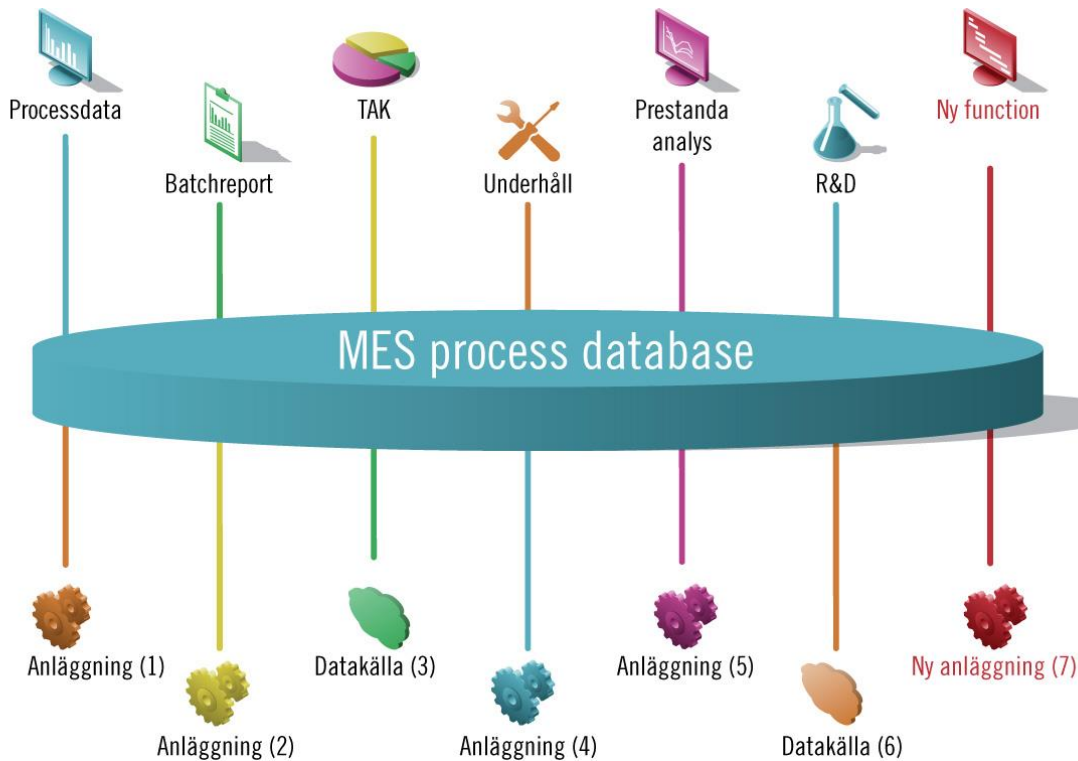 Processdata
Batchreport
TAK
Underhåll
Prestanda
analys
R&D
Ny function
MES process database
Anläggning (1)
Anläggning (2)
Datakälla (3)
Anläggning (4)
Anläggning (5)
Datakälla (6)
Ny anläggning (7)